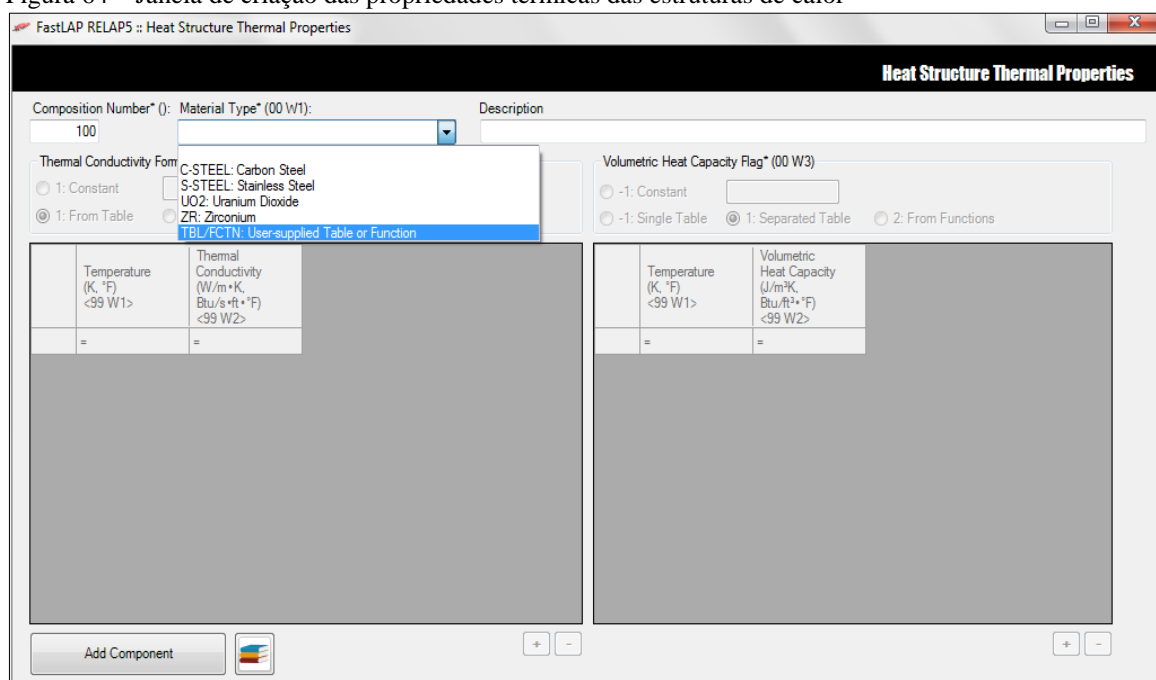 Figura 64 – Janela de criação das propriedades térmicas das estruturas de calor
FastLAP RELAP5 :: Heat Structure Thermal Properties
Heat Structure Thermal Properties
Composition Number* (): Material Type* (00 W1): Description
100
Thermal Conductivity Form
Volumetric Heat Capacity Flag* (00 W3)
C-STEEL: Carbon Steel
S-STEEL: Stainless Steel
UO2: Uranium Dioxide
ZR: Zirconium
TBL/FCTN: User-supplied Table or Function
1: Constant
1: From Table
-1: Constant
-1: Single Table 1: Separated Table 2: From Functions
Temperature
(K, °F)
<99 W1>
Thermal
Conductivity
(W/m•K,
Btu/s•ft•°F)
<99 W2>
= =
Temperature
(K, °F)
<99 W1>
Volumetric
Heat Capacity
(J/m³K,
Btu/ft³•°F)
<99 W2>
= =
Add Component
+ -
+ -